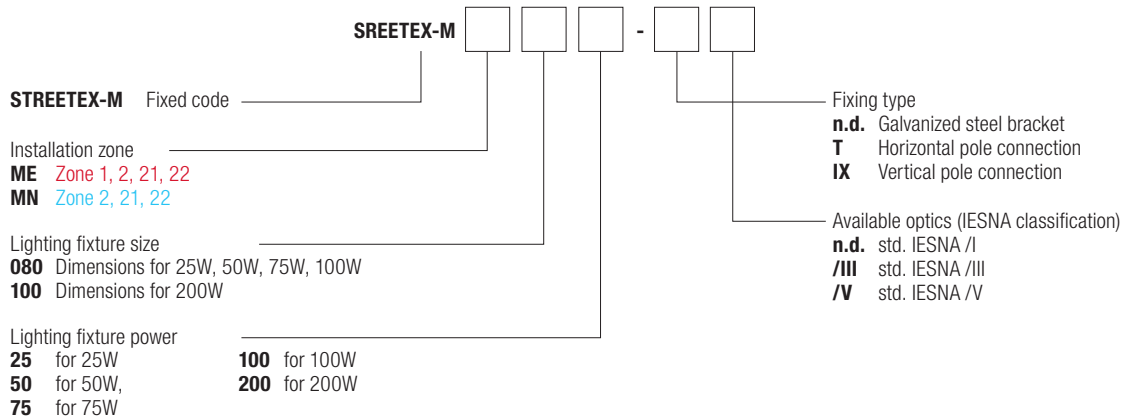 SREETEX-M -
STREETEX-M Fixed code
Installation zone
ME Zone 1, 2, 21, 22
MN Zone 2, 21, 22
Lighting fixture size
080 Dimensions for 25W, 50W, 75W, 100W
100 Dimensions for 200W
Lighting fixture power
25 for 25W 100 for 100W
50 for 50W, 200 for 200W
75 for 75W
Fixing type
n.d. Galvanized steel bracket
T Horizontal pole connection
IX Vertical pole connection
Available optics (IESNA classification)
n.d. std. IESNA /I
/III std. IESNA /III
/V std. IESNA /V